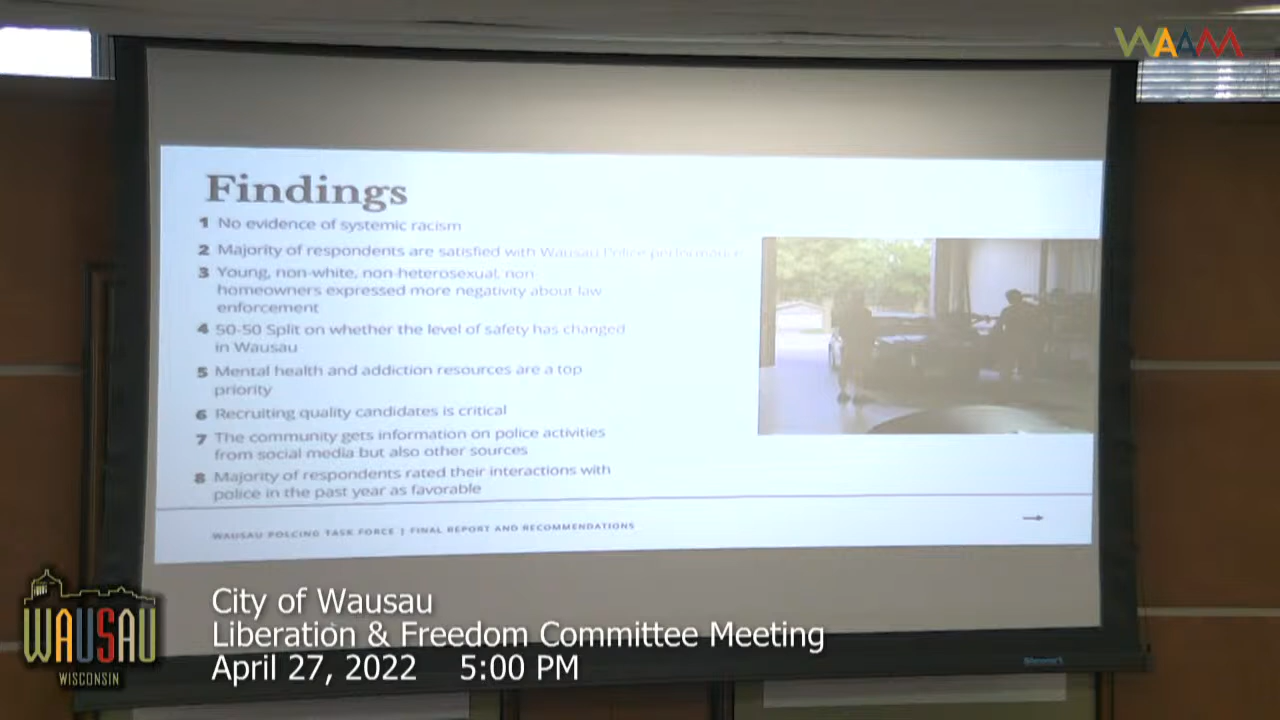 WAAM
Findings
1 No evidence of systemic racism
2 Majority of respondents are satisfied with Wausau Police performance
3 Young, non-white, non-heterosexual, non
homeowners expressed more negativity about law
enforcement
4 50-50 Split on whether the level of safety has changed
in Wausau
5 Mental health and addiction resources are a top
priority
6 Recruiting quality candidates is critical
7 The community gets information on police activities
from social media but also other sources
8 Majority of respondents rated their interactions with
police in the past year as favorable
WAUSAU POLCING TASK FORCE | FINAL REPORT AND RECOMMENDATIONS
WAUSAU
WISCONSIN
City of Wausau
Liberation & Freedom Committee Meeting
April 27, 2022 5:00 PM